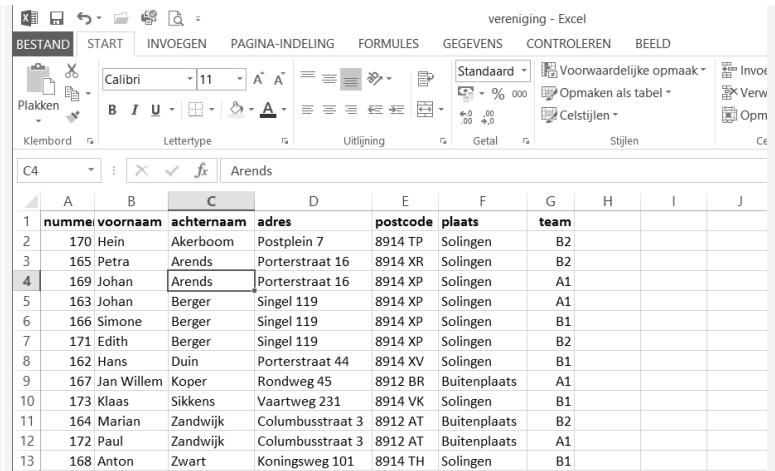 vereniging - Excel
BESTAND START INVOEGEN PAGINA-INDELING FORMULES GEGEVENS CONTROLEREN BEELD
Calibri 11 Standaard Voorwaardelijke opmaak Invoe
Plakken B I U A % 000 Opmaken als tabel Verw
Celstijlen Opm
Klembord Lettertype Uitlijning Getal Stijlen Ce
C4 fx Arends
A B C D E F G H I J
1 nummer voornaam achternaam adres postcode plaats team
2 170 Hein Akerboom Postplein 7 8914 TP Solingen B2
3 165 Petra Arends Porterstraat 16 8914 XR Solingen B2
4 169 Johan Arends Porterstraat 16 8914 XP Solingen A1
5 163 Johan Berger Singel 119 8914 XP Solingen A1
6 166 Simone Berger Singel 119 8914 XP Solingen B1
7 171 Edith Berger Singel 119 8914 XP Solingen B2
8 162 Hans Duin Porterstraat 44 8914 XV Solingen B1
9 167 Jan Willem Koper Rondweg 45 8912 BR Buitenplaats A1
10 173 Klaas Sikkens Vaartweg 231 8914 VK Solingen B1
11 164 Marian Zandwijk Columbusstraat 3 8912 AT Buitenplaats B2
12 172 Paul Zandwijk Columbusstraat 3 8912 AT Buitenplaats A1
13 168 Anton Zwart Koningsweg 101 8914 TH Solingen B1